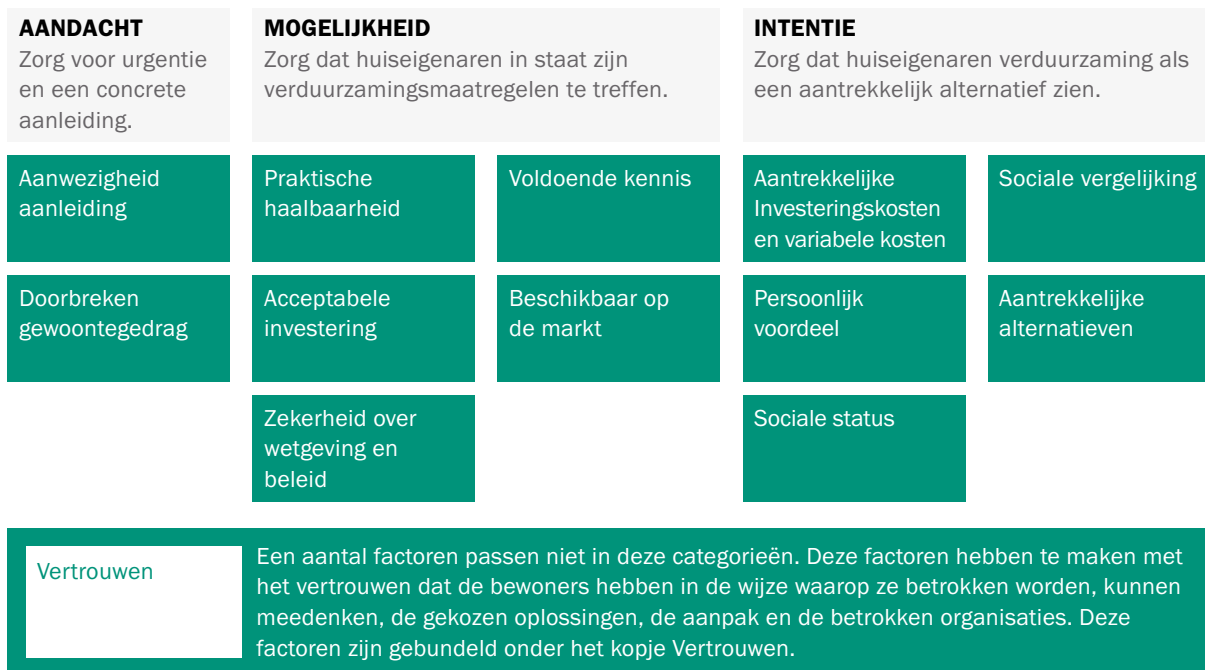 AANDACHT
Zorg voor urgentie
en een concrete
aanleiding.
MOGELIJKHEID
Zorg dat huiseigenaren in staat zijn
verduurzamingsmaatregelen te treffen.
INTENTIE
Zorg dat huiseigenaren verduurzaming als
een aantrekkelijk alternatief zien.
Aanwezigheid
aanleiding
Praktische
haalbaarheid
Voldoende kennis
Aantrekkelijke
Investeringskosten
en variabele kosten
Sociale vergelijking
Doorbreken
gewoontegedrag
Acceptabele
investering
Beschikbaar op
de markt
Persoonlijk
voordeel
Aantrekkelijke
alternatieven
Zekerheid over
wetgeving en
beleid
Sociale status
Vertrouwen
Een aantal factoren passen niet in deze categorieën. Deze factoren hebben te maken met
het vertrouwen dat de bewoners hebben in de wijze waarop ze betrokken worden, kunnen
meedenken, de gekozen oplossingen, de aanpak en de betrokken organisaties. Deze
factoren zijn gebundeld onder het kopje Vertrouwen.